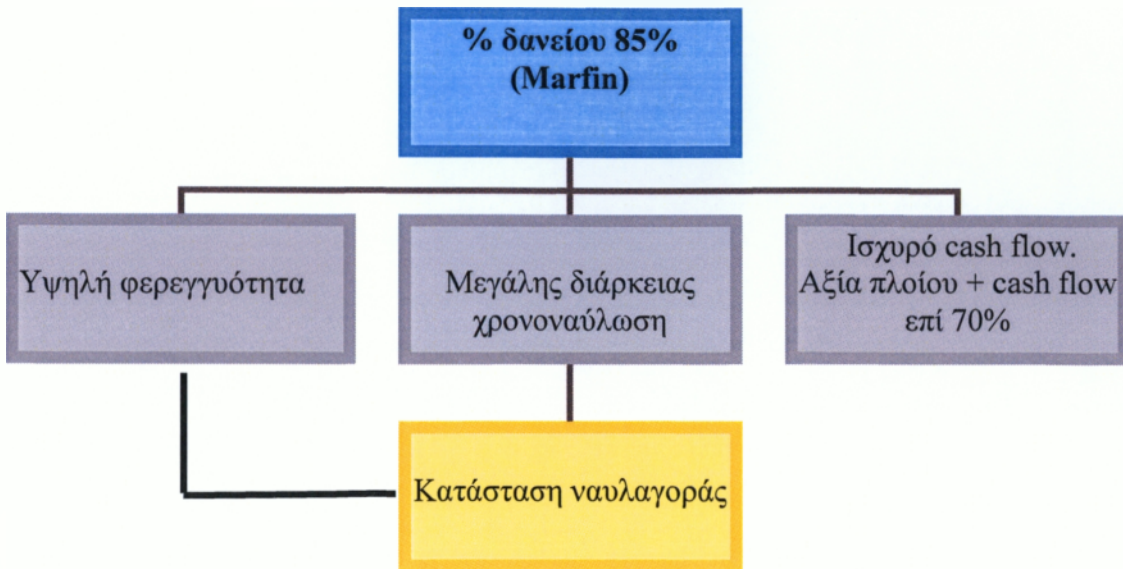 % δανείου 85%
(Marfin)
Υψηλή φερεγγυότητα
Μεγάλης διάρκειας
χρονοναύλωση
Ισχυρό cash flow.
Αξία πλοίου + cash flow
επί 70%
Κατάσταση ναυλαγοράς